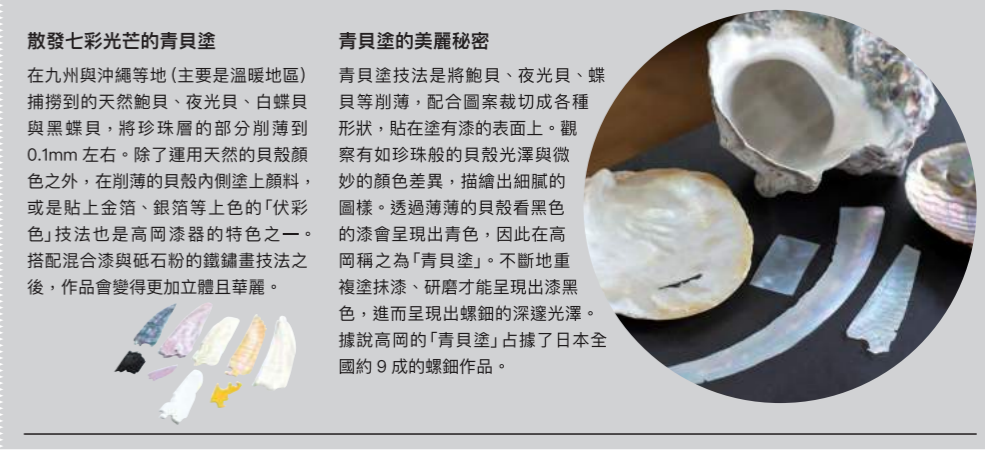 散發七彩光芒的青貝塗
在九州與沖繩等地（主要是溫暖地區）
捕撈到的天然鮑貝、夜光貝、白蝶貝
與黑蝶貝，將珍珠層的部分削薄到
0.1mm 左右。除了運用天然的貝殼顏
色之外，在削薄的貝殼內側塗上顏料，
或是貼上金箔、銀箔等上色的「伏彩
色」技法也是高岡漆器的特色之一。
搭配混合漆與砥石粉的鐵鏽畫技法之
後，作品會變得更加立體且華麗。
青貝塗的美麗秘密
青貝塗技法是將鮑貝、夜光貝、蝶
貝等削薄，配合圖案裁切成各種
形狀，貼在塗有漆的表面上。觀
察有如珍珠般的貝殼光澤與微
妙的顏色差異，描繪出細膩的
圖樣。透過薄薄的貝殼看黑色
的漆會呈現出青色，因此在高
岡稱之為「青貝塗」。不斷地重
複塗抹漆、研磨才能呈現出漆黑
色，進而呈現出螺鈿的深邃光澤。
據說高岡的「青貝塗」占據了日本全
國約 9 成的螺鈿作品。